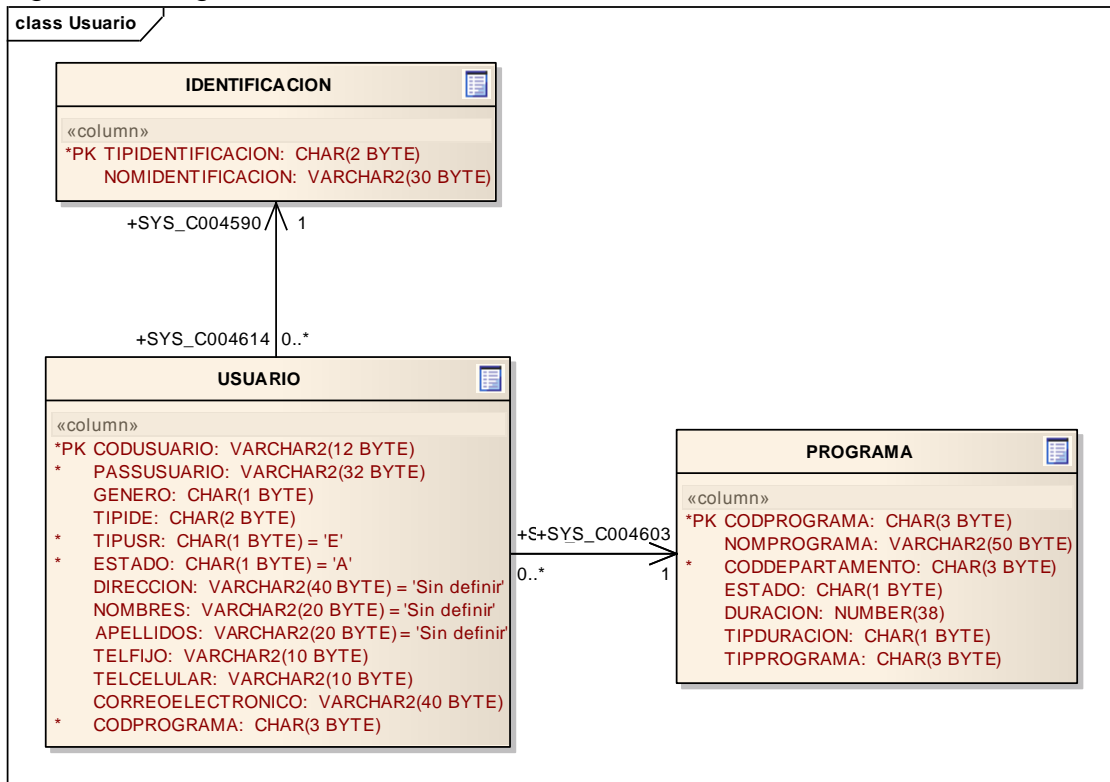 class Usuario
IDENTIFICACION
«column»
*PK TIPIDENTIFICACION: CHAR(2 BYTE)
NOMIDENTIFICACION: VARCHAR2(30 BYTE)
+SYS_C004590 1
+SYS_C004614 0..*
USUARIO
«column»
*PK CODUSUARIO: VARCHAR2(12 BYTE)
* PASSUSUARIO: VARCHAR2(32 BYTE)
GENERO: CHAR(1 BYTE)
TIPIDE: CHAR(2 BYTE)
* TIPUSR: CHAR(1 BYTE) = 'E'
* ESTADO: CHAR(1 BYTE) = 'A'
DIRECCION: VARCHAR2(40 BYTE) = 'Sin definir'
NOMBRES: VARCHAR2(20 BYTE) = 'Sin definir'
APELLIDOS: VARCHAR2(20 BYTE) = 'Sin definir'
TELFIJO: VARCHAR2(10 BYTE)
TELCELULAR: VARCHAR2(10 BYTE)
CORREOELECTRONICO: VARCHAR2(40 BYTE)
* CODPROGRAMA: CHAR(3 BYTE)
+SYS_C004603
0..* 1
PROGRAMA
«column»
*PK CODPROGRAMA: CHAR(3 BYTE)
NOMPROGRAMA: VARCHAR2(50 BYTE)
* CODDEPARTAMENTO: CHAR(3 BYTE)
ESTADO: CHAR(1 BYTE)
DURACION: NUMBER(38)
TIPDURACION: CHAR(1 BYTE)
TIPPROGRAMA: CHAR(3 BYTE)